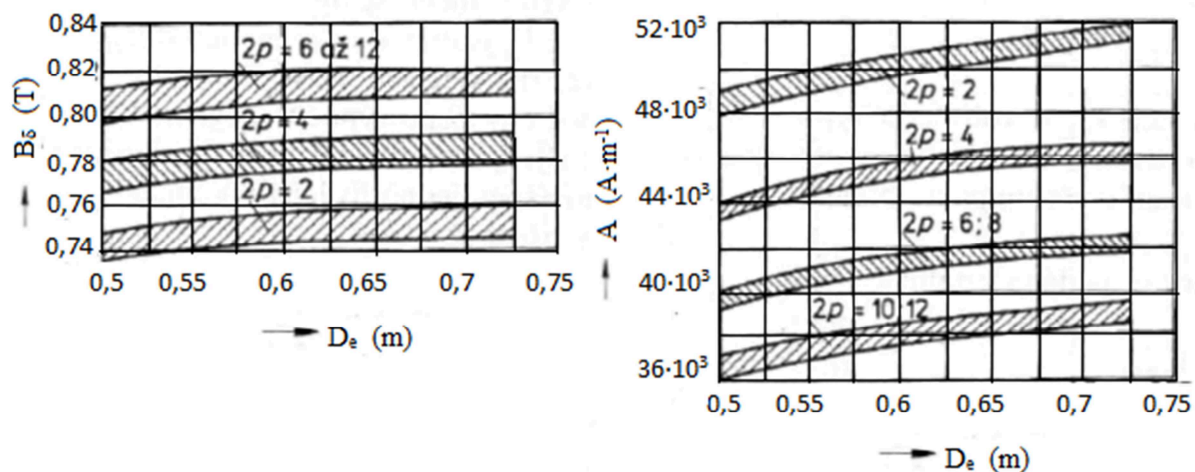 0,84
0,82
0,80
0,78
0,76
0,74
Bδ (T)
2p = 6 až 12
2p = 4
2p = 2
0,5 0,55 0,6 0,65 0,7 0,75
De (m)
52·10³
48·10³
44·10³
40·10³
36·10³
A (A·m⁻¹)
2p = 2
2p = 4
2p = 6; 8
2p = 10; 12
0,5 0,55 0,6 0,65 0,7 0,75
De (m)